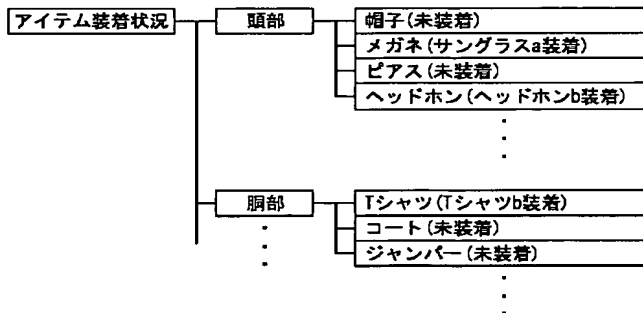 アイテム装着状況
頭部
帽子(未装着)
メガネ(サングラスa装着)
ピアス(未装着)
ヘッドホン(ヘッドホンb装着)
胴部
Tシャツ(Tシャツb装着)
コート(未装着)
ジャンパー(未装着)